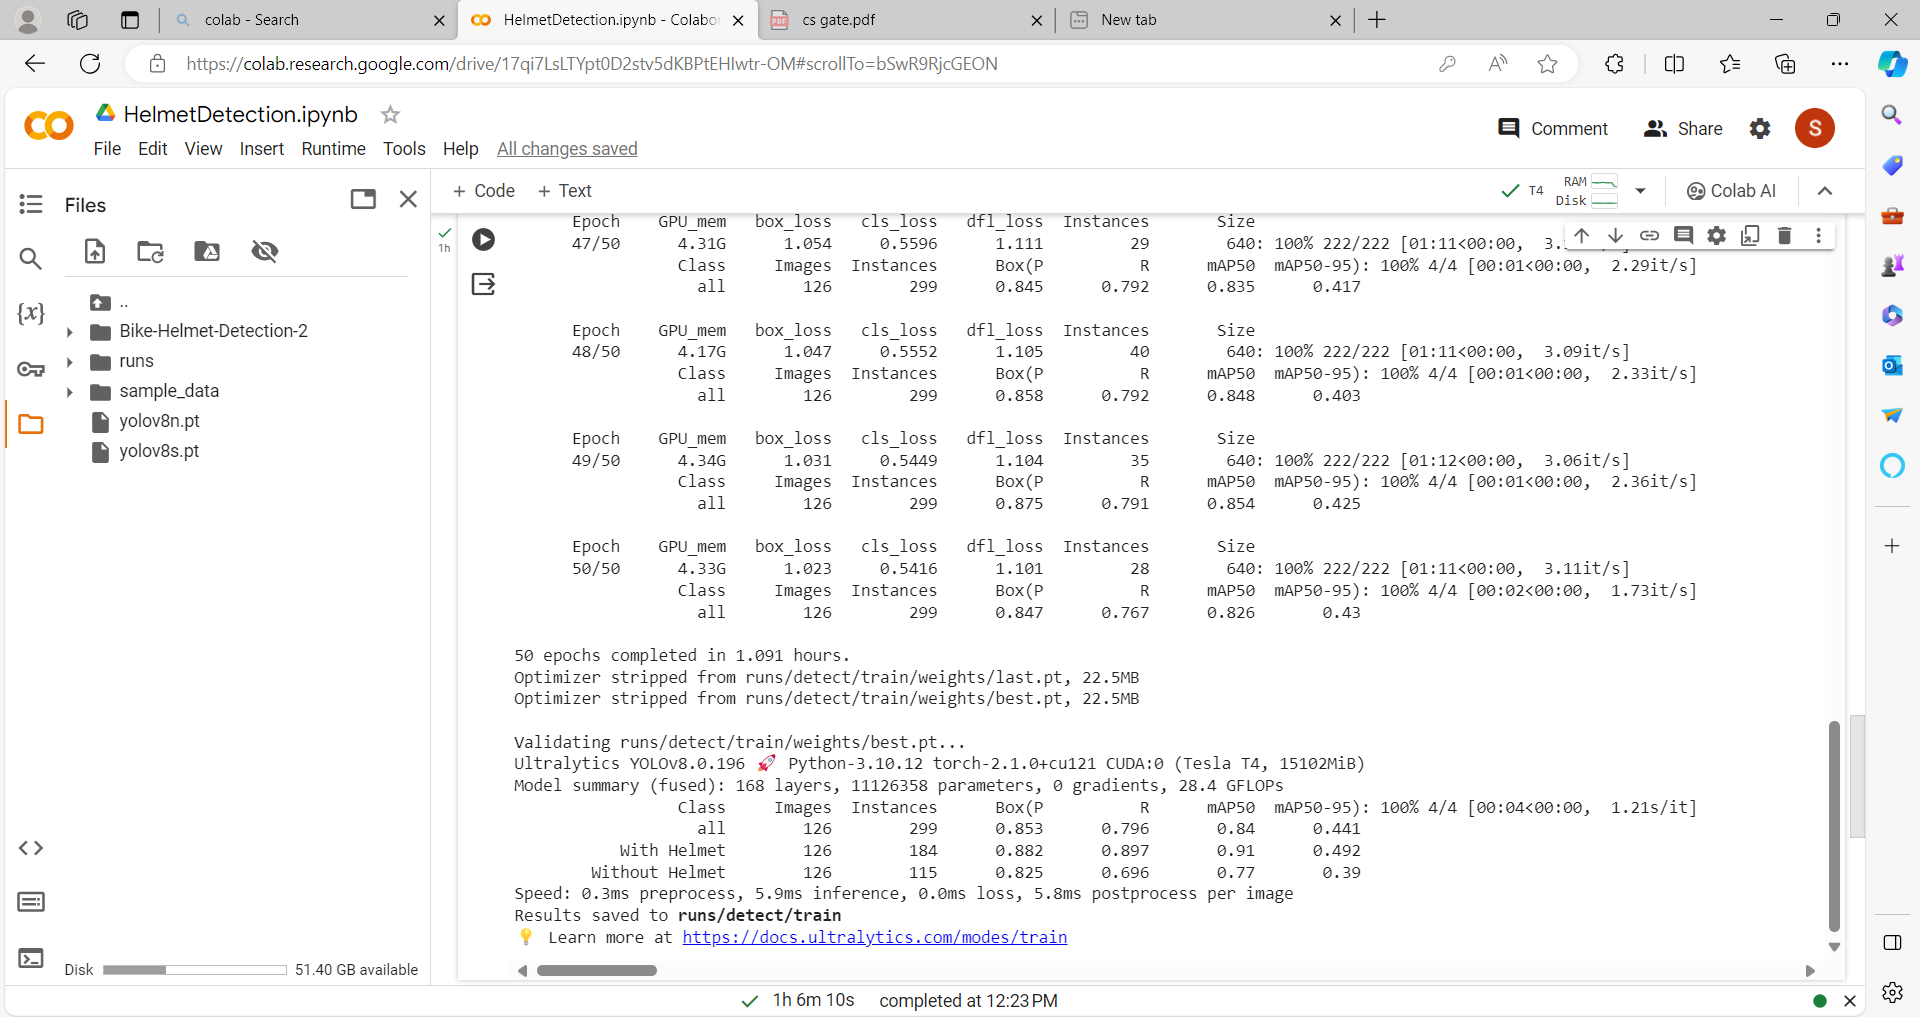 colab - Search
HelmetDetection.ipynb - Colabo
cs gate.pdf
New tab
https://colab.research.google.com/drive/17qi7LsLTYpt0D2stv5dKBPtEHIwtr-OM#scrollTo=bSwR9RjcGEON
HelmetDetection.ipynb
File Edit View Insert Runtime Tools Help All changes saved
Comment Share S
Files
+ Code + Text
T4 RAM Disk Colab AI
..
Bike-Helmet-Detection-2
runs
sample_data
yolov8n.pt
yolov8s.pt
Disk 51.40 GB available
1h
Epoch GPU_mem box_loss cls_loss dfl_loss Instances Size
47/50 4.31G 1.054 0.5596 1.111 29 640: 100% 222/222 [01:11<00:00, 3.
Class Images Instances Box(P R mAP50 mAP50-95): 100% 4/4 [00:01<00:00, 2.29it/s]
all 126 299 0.845 0.792 0.835 0.417
Epoch GPU_mem box_loss cls_loss dfl_loss Instances Size
48/50 4.17G 1.047 0.5552 1.105 40 640: 100% 222/222 [01:11<00:00, 3.09it/s]
Class Images Instances Box(P R mAP50 mAP50-95): 100% 4/4 [00:01<00:00, 2.33it/s]
all 126 299 0.858 0.792 0.848 0.403
Epoch GPU_mem box_loss cls_loss dfl_loss Instances Size
49/50 4.34G 1.031 0.5449 1.104 35 640: 100% 222/222 [01:12<00:00, 3.06it/s]
Class Images Instances Box(P R mAP50 mAP50-95): 100% 4/4 [00:01<00:00, 2.36it/s]
all 126 299 0.875 0.791 0.854 0.425
Epoch GPU_mem box_loss cls_loss dfl_loss Instances Size
50/50 4.33G 1.023 0.5416 1.101 28 640: 100% 222/222 [01:11<00:00, 3.11it/s]
Class Images Instances Box(P R mAP50 mAP50-95): 100% 4/4 [00:02<00:00, 1.73it/s]
all 126 299 0.847 0.767 0.826 0.43
50 epochs completed in 1.091 hours.
Optimizer stripped from runs/detect/train/weights/last.pt, 22.5MB
Optimizer stripped from runs/detect/train/weights/best.pt, 22.5MB
Validating runs/detect/train/weights/best.pt...
Ultralytics YOLOv8.0.196 🚀 Python-3.10.12 torch-2.1.0+cu121 CUDA:0 (Tesla T4, 15102MiB)
Model summary (fused): 168 layers, 11126358 parameters, 0 gradients, 28.4 GFLOPs
Class Images Instances Box(P R mAP50 mAP50-95): 100% 4/4 [00:04<00:00, 1.21s/it]
all 126 299 0.853 0.796 0.84 0.441
With Helmet 126 184 0.882 0.897 0.91 0.492
Without Helmet 126 115 0.825 0.696 0.77 0.39
Speed: 0.3ms preprocess, 5.9ms inference, 0.0ms loss, 5.8ms postprocess per image
Results saved to runs/detect/train
💡 Learn more at https://docs.ultralytics.com/modes/train
1h 6m 10s completed at 12:23 PM